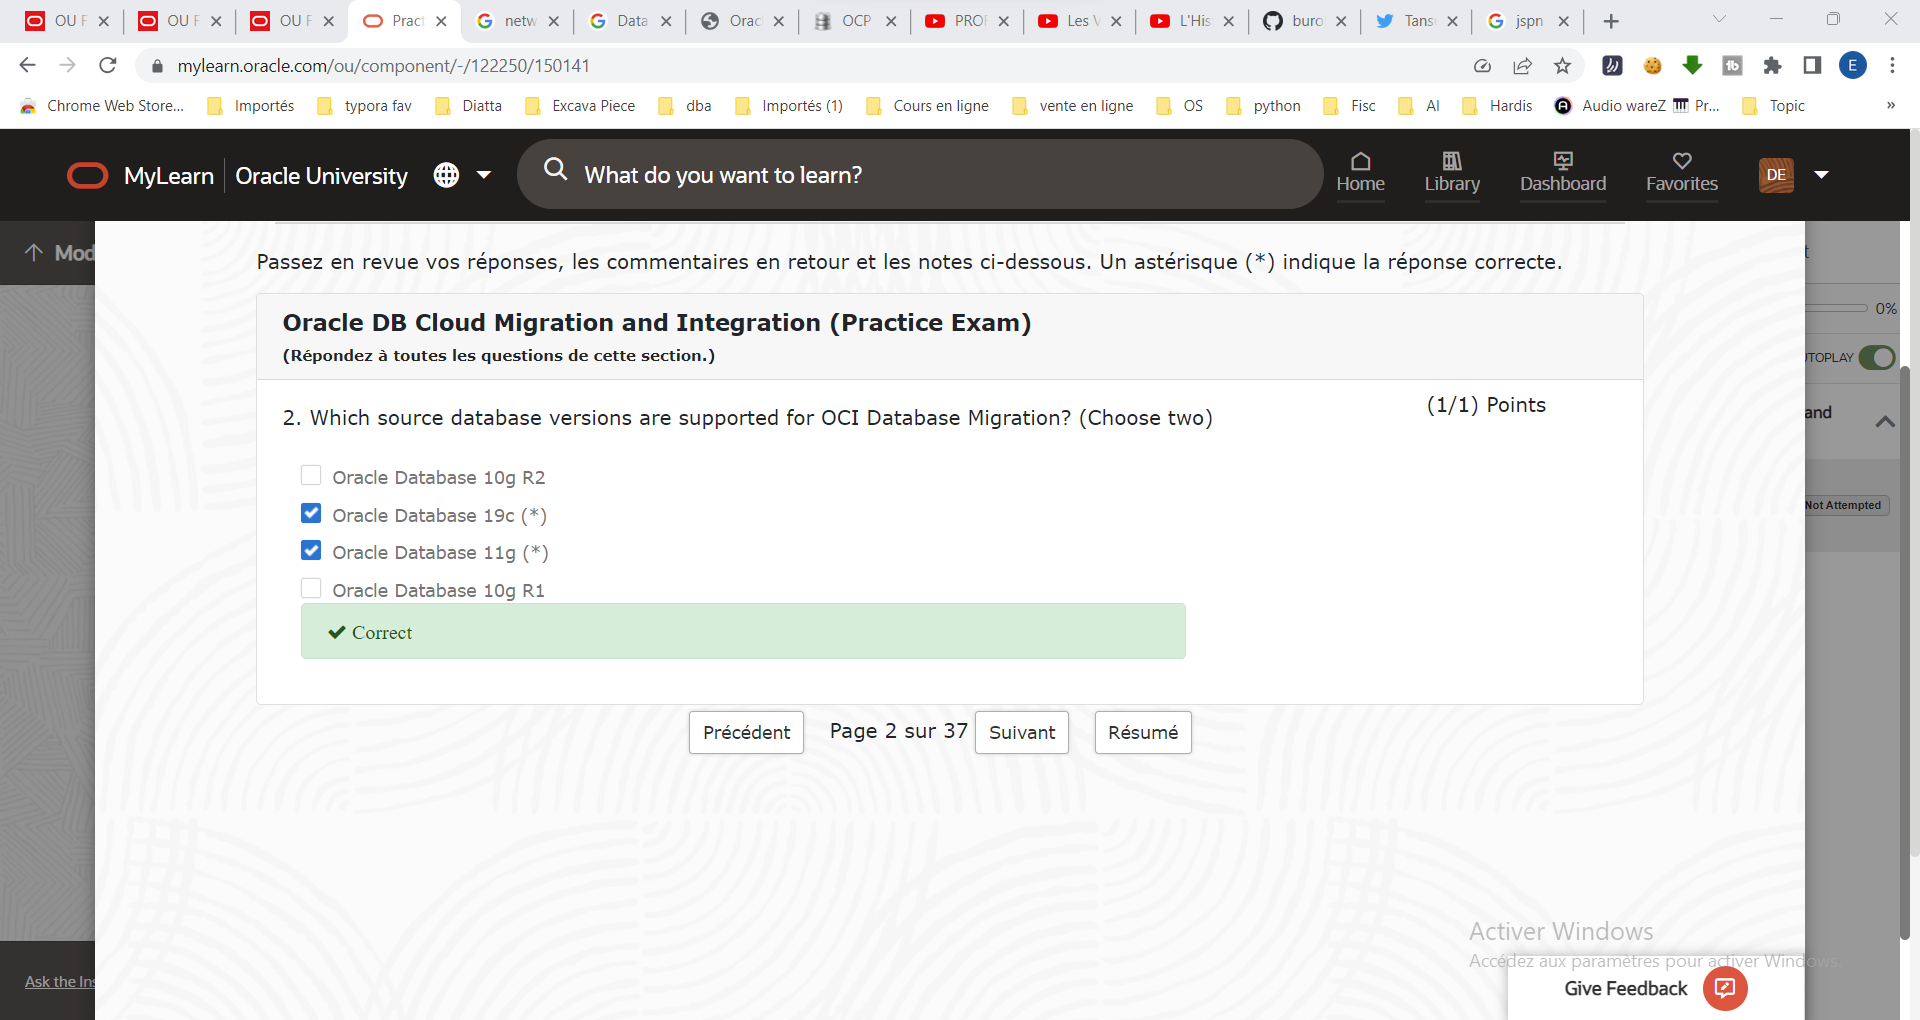 OU F
OU F
OU F
Pract
netw
Data
Orac
OCP
PROF
Les V
L'His
buro
Tans
jspn
mylearn.oracle.com/ou/component/-/122250/150141
E
Chrome Web Store...
Importés
typora fav
Diatta
Excava Piece
dba
Importés (1)
Cours en ligne
vente en ligne
OS
python
Fisc
AI
Hardis
Audio wareZ
Pr...
Topic
»
MyLearn
Oracle University
What do you want to learn?
Home
Library
Dashboard
Favorites
DE
Mod
Passez en revue vos réponses, les commentaires en retour et les notes ci-dessous. Un astérisque (*) indique la réponse correcte.
t
Oracle DB Cloud Migration and Integration (Practice Exam)
0%
(Répondez à toutes les questions de cette section.)
UTOPLAY
2. Which source database versions are supported for OCI Database Migration? (Choose two)
(1/1) Points
and
Oracle Database 10g R2
Oracle Database 19c (*)
Not Attempted
Oracle Database 11g (*)
Oracle Database 10g R1
Correct
Précédent
Page 2 sur 37
Suivant
Résumé
Activer Windows
Accédez aux paramètres pour activer Windows.
Ask the Ins
Give Feedback